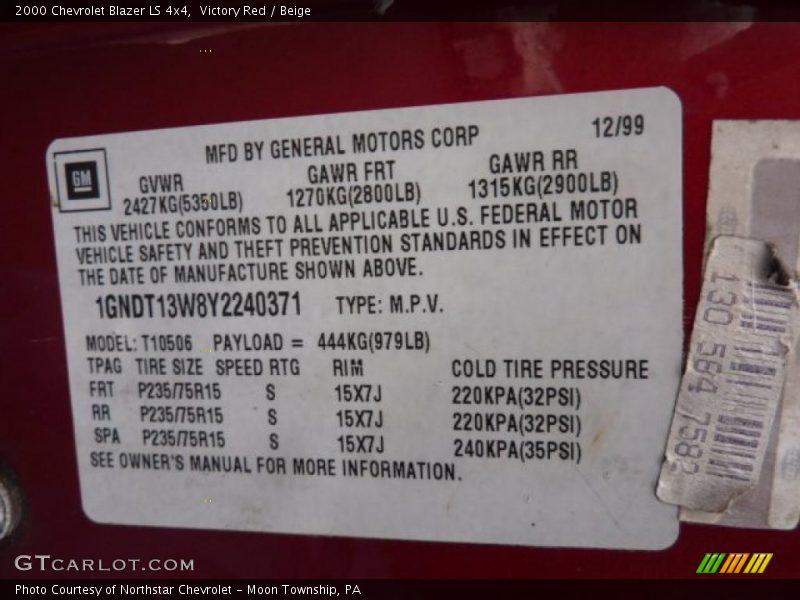 2000 Chevrolet Blazer LS 4x4,  Victory Red / Beige
MFD BY GENERAL MOTORS CORP 12/99
GM
GVWR GAWR FRT GAWR RR
2427KG(5350LB) 1270KG(2800LB) 1315KG(2900LB)
THIS VEHICLE CONFORMS TO ALL APPLICABLE U.S. FEDERAL MOTOR
VEHICLE SAFETY AND THEFT PREVENTION STANDARDS IN EFFECT ON
THE DATE OF MANUFACTURE SHOWN ABOVE.
1GNDT13W8Y2240371 TYPE: M.P.V.
MODEL: T10506 PAYLOAD = 444KG(979LB)
TPAG TIRE SIZE SPEED RTG RIM COLD TIRE PRESSURE
FRT P235/75R15 S 15X7J 220KPA(32PSI)
RR P235/75R15 S 15X7J 220KPA(32PSI)
SPA P235/75R15 S 15X7J 240KPA(35PSI)
SEE OWNER'S MANUAL FOR MORE INFORMATION.
130 564 7583
GTCARLOT.COM
Photo Courtesy of Northstar Chevrolet - Moon Township, PA